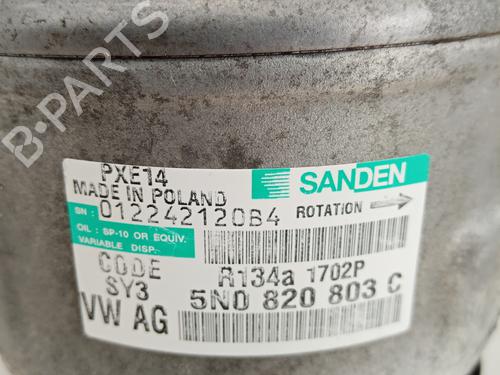 B-PARTS
PXE14
MADE IN POLAND
SANDEN
SN : 01224212084
ROTATION
OIL : SP-10 OR EQUIV.
VARIABLE DISP.
CODE
R134a 1702P
SY3
5N0 820 803 C
VW AG